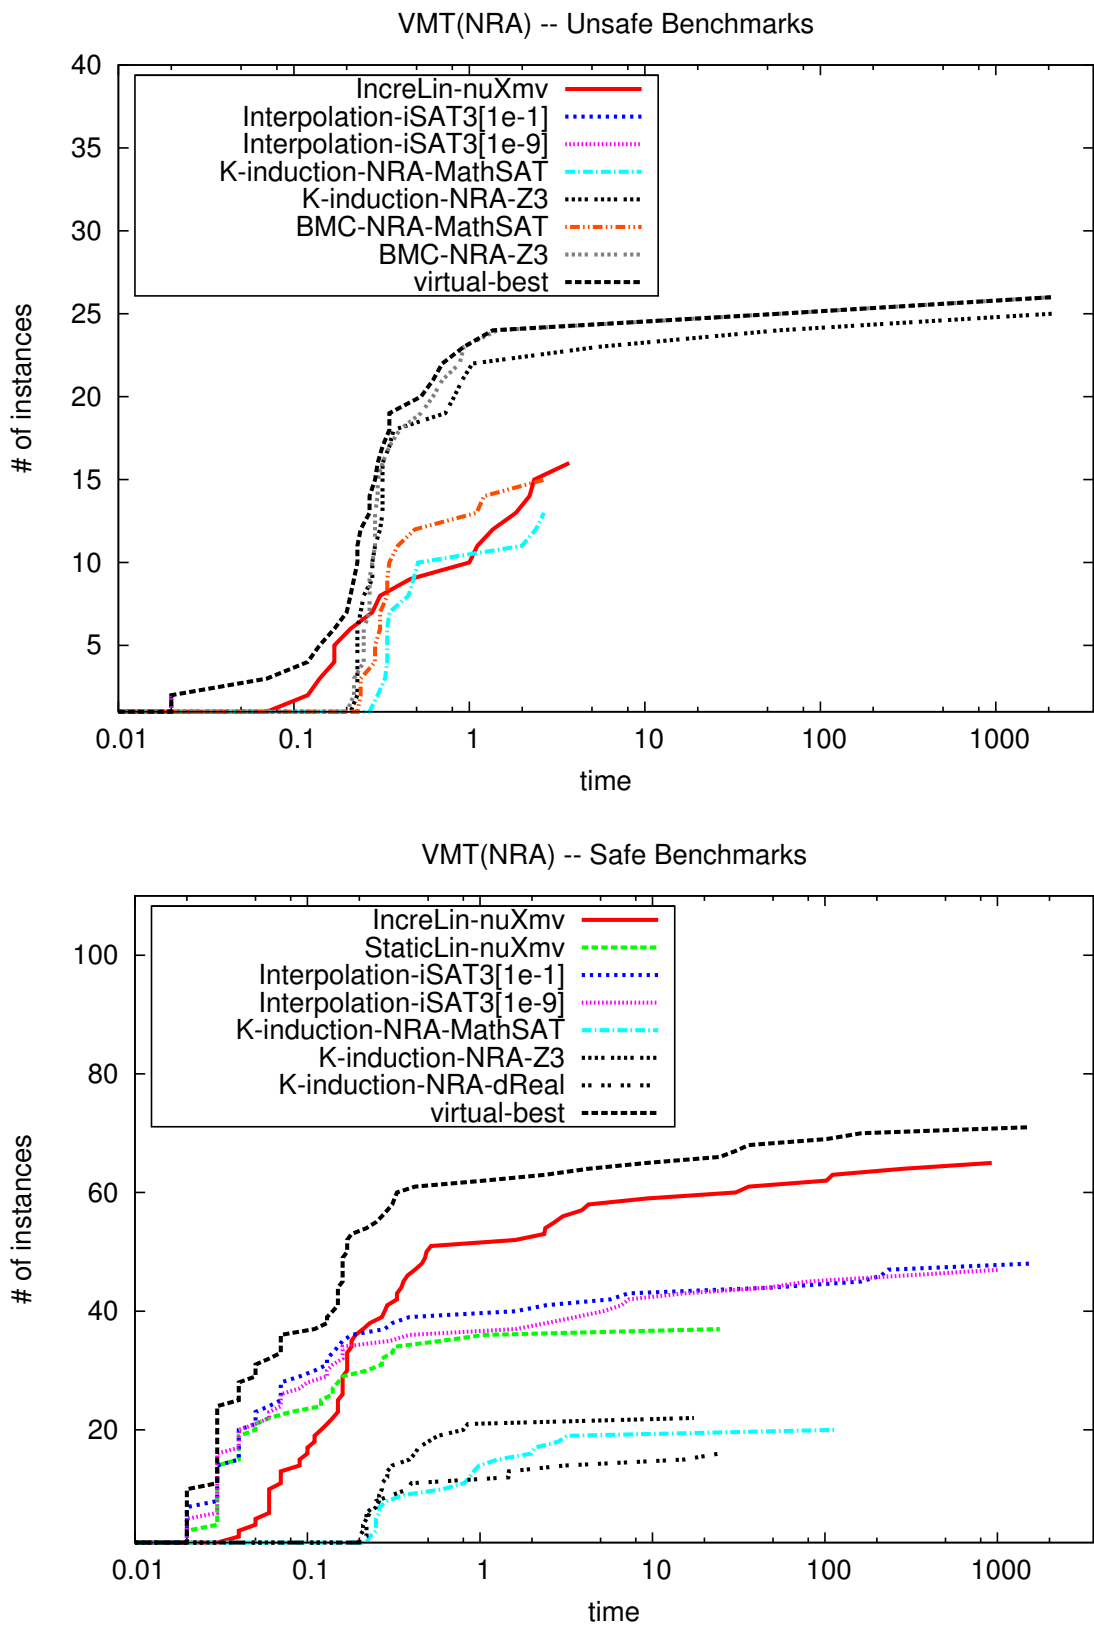 VMT(NRA) -- Unsafe Benchmarks
40
35
30
25
20
15
10
5
# of instances
IncreLin-nuXmv
Interpolation-iSAT3[1e-1]
Interpolation-iSAT3[1e-9]
K-induction-NRA-MathSAT
K-induction-NRA-Z3
BMC-NRA-MathSAT
BMC-NRA-Z3
virtual-best
0.01 0.1 1 10 100 1000
time
VMT(NRA) -- Safe Benchmarks
100
80
60
40
20
# of instances
IncreLin-nuXmv
StaticLin-nuXmv
Interpolation-iSAT3[1e-1]
Interpolation-iSAT3[1e-9]
K-induction-NRA-MathSAT
K-induction-NRA-Z3
K-induction-NRA-dReal
virtual-best
0.01 0.1 1 10 100 1000
time